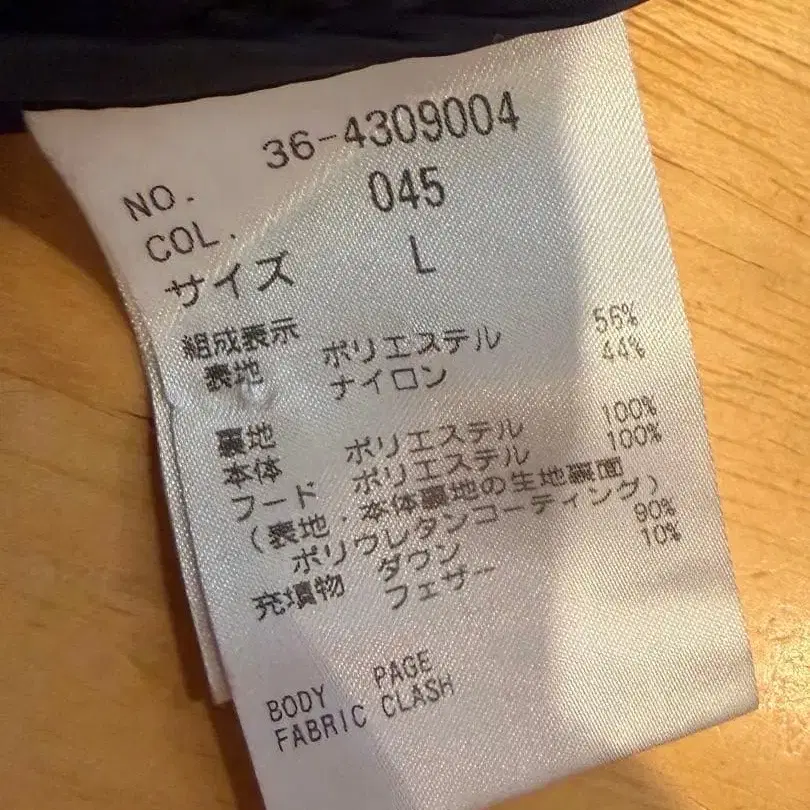 NO. 36-4309004
COL. 045
サイズ L
組成表示
表地 ポリエステル 56%
ナイロン 44%
裏地
本体 ポリエステル 100%
フード ポリエステル 100%
(表地・本体裏地の生地裏面
ポリウレタンコーティング)
充填物 ダウン 90%
フェザー 10%
BODY PAGE
FABRIC CLASH